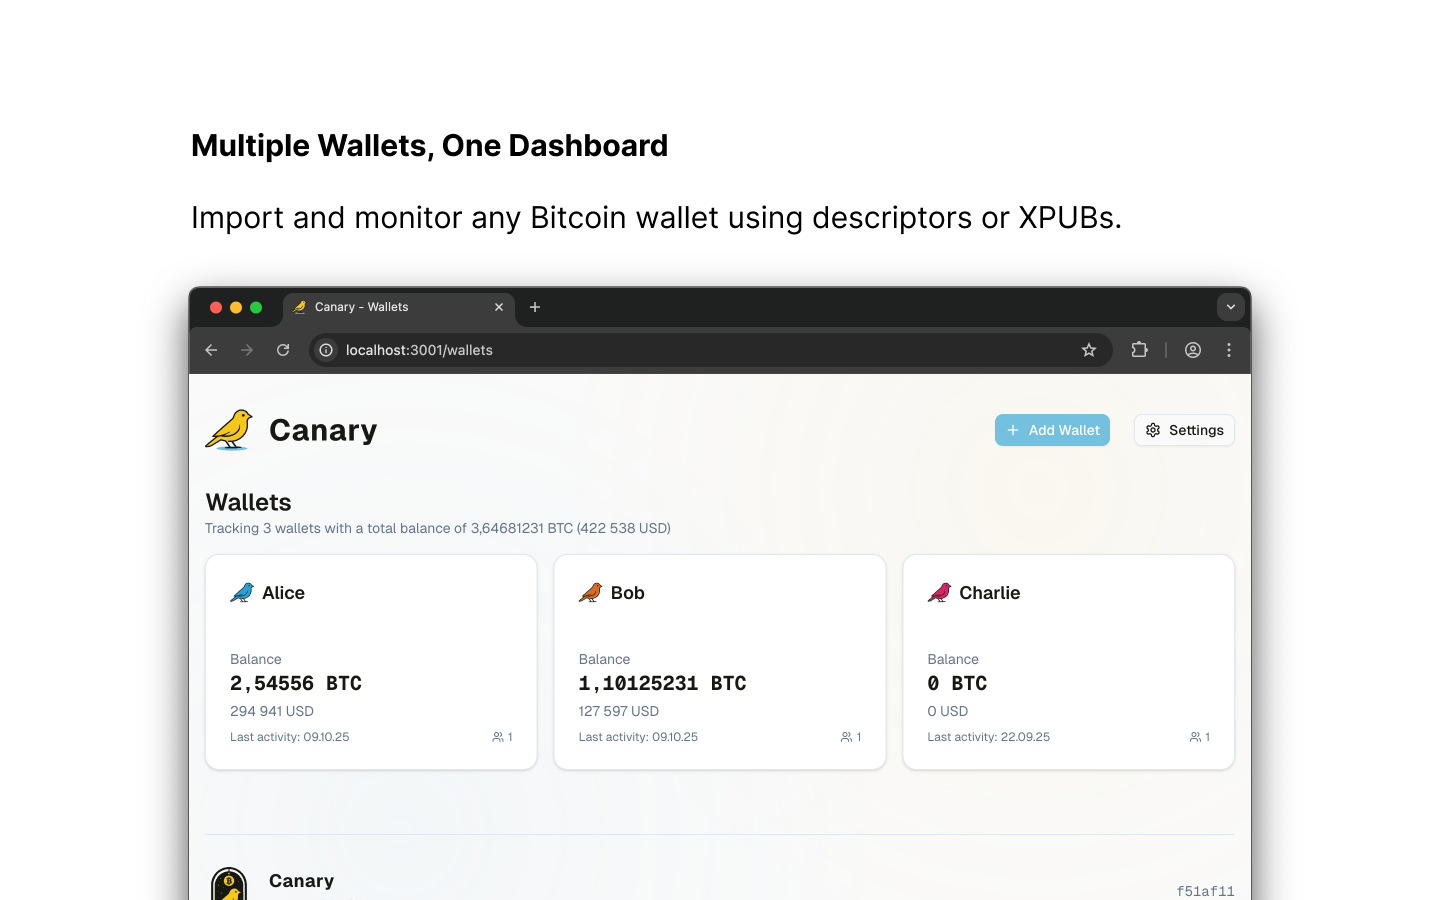 Multiple Wallets, One Dashboard
Import and monitor any Bitcoin wallet using descriptors or XPUBs.
Canary - Wallets
localhost:3001/wallets
Canary
Add Wallet
Settings
Wallets
Tracking 3 wallets with a total balance of 3,64681231 BTC (422 538 USD)
Alice
Balance
2,54556 BTC
294 941 USD
Last activity: 09.10.25
1
Bob
Balance
1,10125231 BTC
127 597 USD
Last activity: 09.10.25
1
Charlie
Balance
0 BTC
0 USD
Last activity: 22.09.25
1
Canary
f51af11